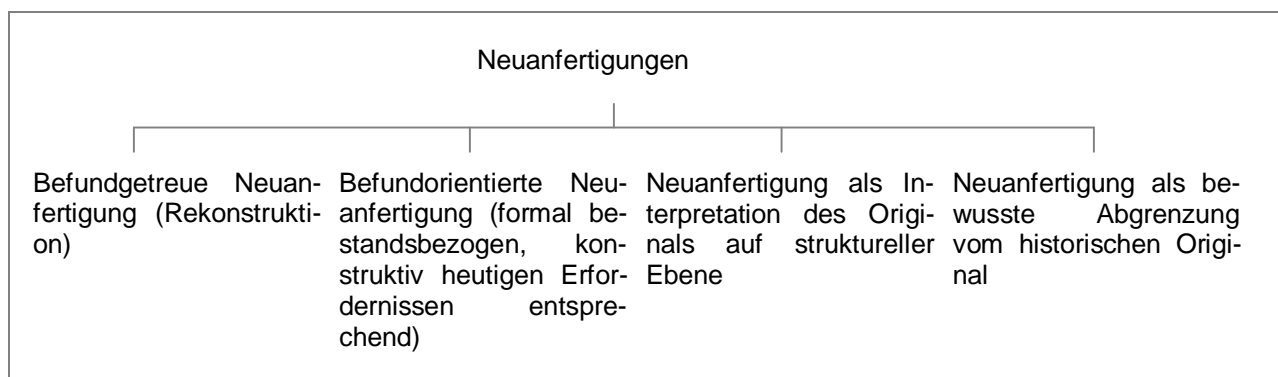 Neuanfertigungen
Befundgetreue Neuan-
fertigung (Rekonstrukti-
on)
Befundorientierte Neu-
anfertigung (formal be-
standsbezogen, kon-
struktiv heutigen Erfor-
dernissen entspre-
chend)
Neuanfertigung als In-
terpretation des Origi-
nals auf struktureller
Ebene
Neuanfertigung als be-
wusste Abgrenzung
vom historischen Origi-
nal